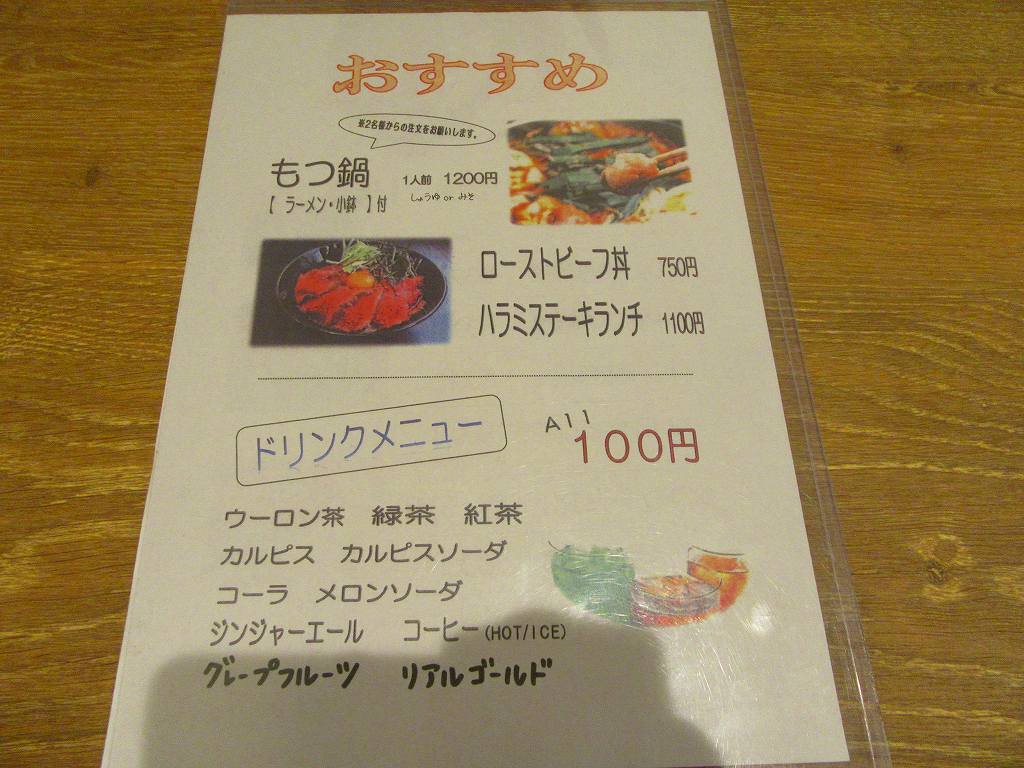 おすすめ
※2名様からの注文をお願いします。
もつ鍋 1人前 1200円
【 ラーメン・小鉢 】付 しょうゆ or みそ
ローストビーフ丼 750円
ハラミステーキランチ 1100円
ドリンクメニュー All 100円
ウーロン茶 緑茶 紅茶
カルピス カルピスソーダ
コーラ メロンソーダ
ジンジャーエール コーヒー(HOT/ICE)
グレープフルーツ リアルゴールド